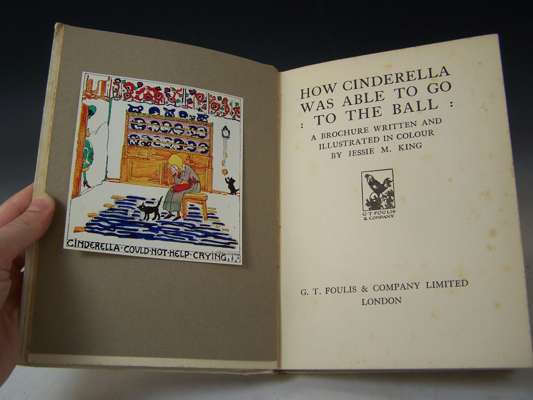 CINDERELLA·COULD·NOT·HELP·CRYING.
HOW CINDERELLA
WAS ABLE TO GO
: TO THE BALL :
A BROCHURE WRITTEN AND
ILLUSTRATED IN COLOUR
BY JESSIE M. KING
G. T. FOULIS
& COMPANY
G. T. FOULIS & COMPANY LIMITED
LONDON